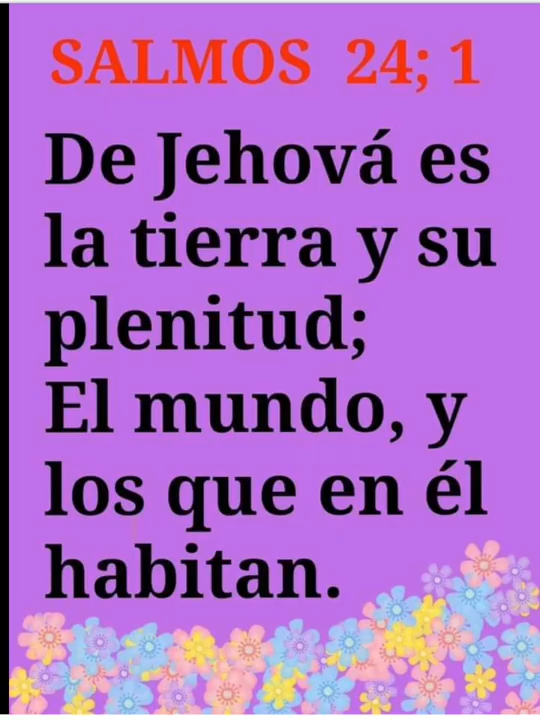 SALMOS 24; 1
De Jehová es
la tierra y su
plenitud;
El mundo, y
los que en él
habitan.